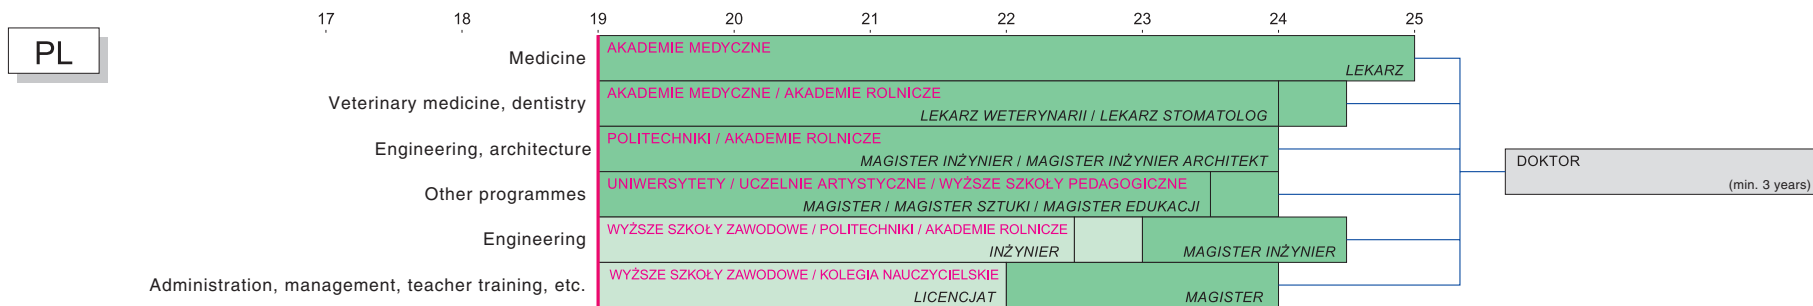 17 18 19 20 21 22 23 24 25
PL
Medicine
AKADEMIE MEDYCZNE
LEKARZ
Veterinary medicine, dentistry
AKADEMIE MEDYCZNE / AKADEMIE ROLNICZE
LEKARZ WETERYNARII / LEKARZ STOMATOLOG
Engineering, architecture
POLITECHNIKI / AKADEMIE ROLNICZE
MAGISTER INŻYNIER / MAGISTER INŻYNIER ARCHITEKT
DOKTOR
(min. 3 years)
Other programmes
UNIWERSYTETY / UCZELNIE ARTYSTYCZNE / WYŻSZE SZKOŁY PEDAGOGICZNE
MAGISTER / MAGISTER SZTUKI / MAGISTER EDUKACJI
Engineering
WYŻSZE SZKOŁY ZAWODOWE / POLITECHNIKI / AKADEMIE ROLNICZE
INŻYNIER
MAGISTER INŻYNIER
Administration, management, teacher training, etc.
WYŻSZE SZKOŁY ZAWODOWE / KOLEGIA NAUCZYCIELSKIE
LICENCJAT
MAGISTER